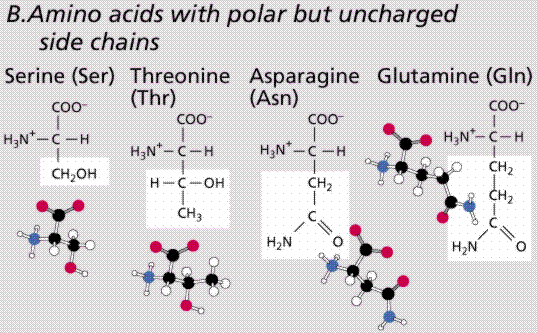 B.Amino acids with polar but uncharged
side chains
Serine (Ser)
COO⁻
H₃N⁺–C–H
CH₂OH
Threonine
(Thr)
COO⁻
H₃N⁺–C–H
H–C–OH
CH₃
Asparagine
(Asn)
COO⁻
H₃N⁺–C–H
CH₂
C
H₂N O
Glutamine (Gln)
COO⁻
H₃N⁺–C–H
CH₂
CH₂
C
H₂N O